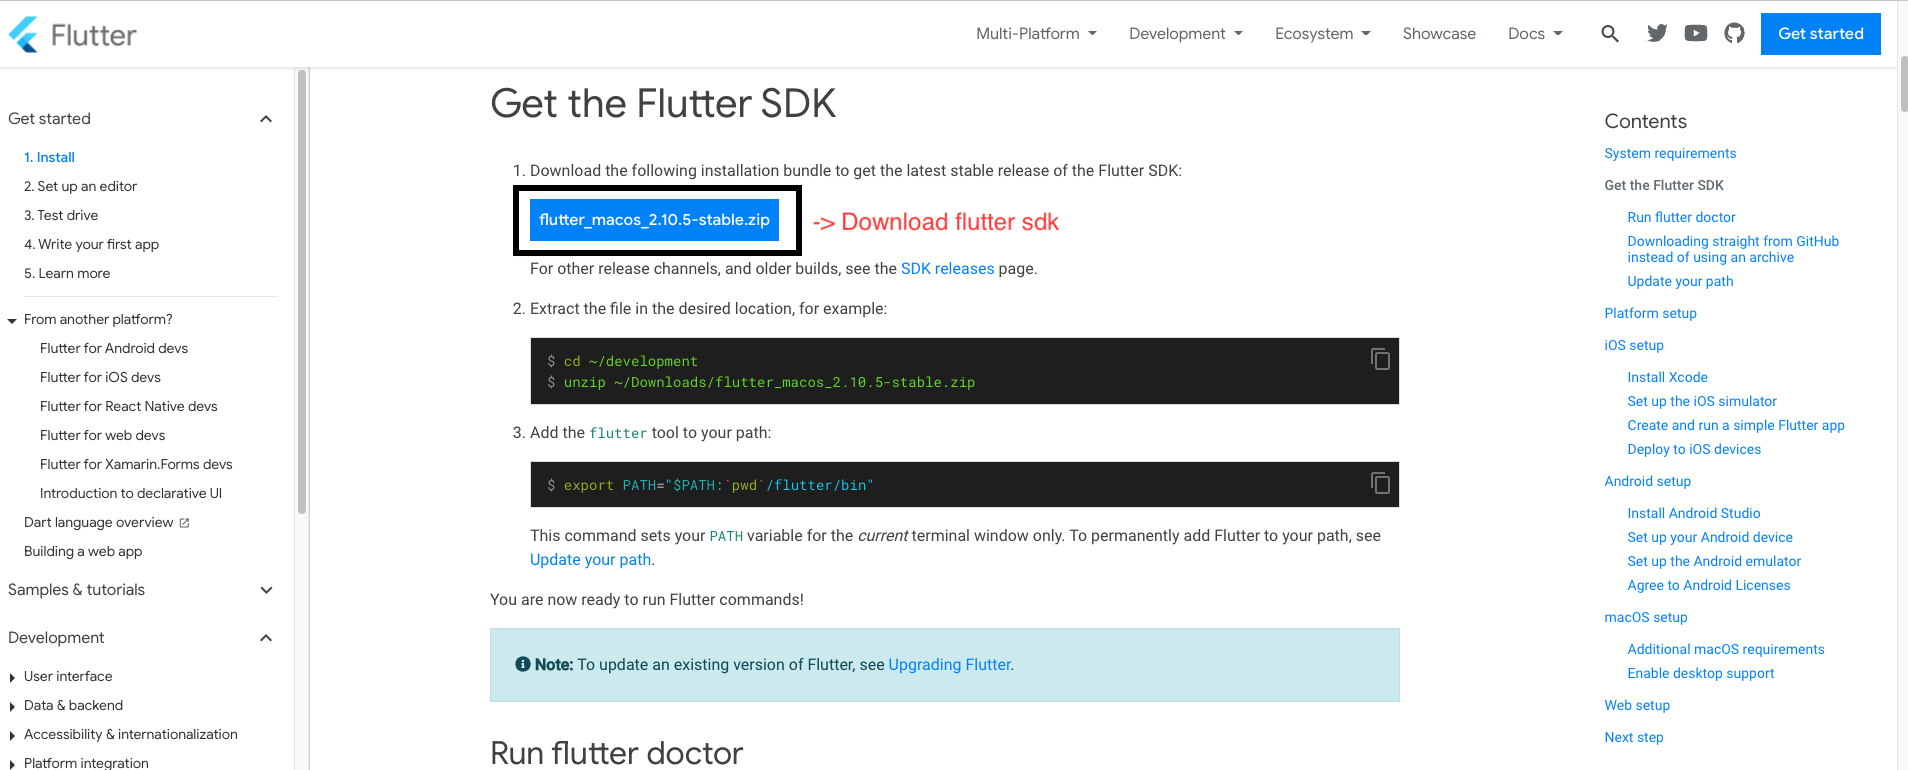 Flutter
Multi-Platform
Development
Ecosystem
Showcase
Docs
Get started
Get started
1. Install
2. Set up an editor
3. Test drive
4. Write your first app
5. Learn more
From another platform?
Flutter for Android devs
Flutter for iOS devs
Flutter for React Native devs
Flutter for web devs
Flutter for Xamarin.Forms devs
Introduction to declarative UI
Dart language overview
Building a web app
Samples & tutorials
Development
User interface
Data & backend
Accessibility & internationalization
Platform integration
Get the Flutter SDK
1. Download the following installation bundle to get the latest stable release of the Flutter SDK:
flutter_macos_2.10.5-stable.zip
-> Download flutter sdk
For other release channels, and older builds, see the SDK releases page.
2. Extract the file in the desired location, for example:
$ cd ~/development
$ unzip ~/Downloads/flutter_macos_2.10.5-stable.zip
3. Add the flutter tool to your path:
$ export PATH="$PATH:`pwd`/flutter/bin"
This command sets your PATH variable for the current terminal window only. To permanently add Flutter to your path, see
Update your path.
You are now ready to run Flutter commands!
Note: To update an existing version of Flutter, see Upgrading Flutter.
Run flutter doctor
Contents
System requirements
Get the Flutter SDK
Run flutter doctor
Downloading straight from GitHub
instead of using an archive
Update your path
Platform setup
iOS setup
Install Xcode
Set up the iOS simulator
Create and run a simple Flutter app
Deploy to iOS devices
Android setup
Install Android Studio
Set up your Android device
Set up the Android emulator
Agree to Android Licenses
macOS setup
Additional macOS requirements
Enable desktop support
Web setup
Next step